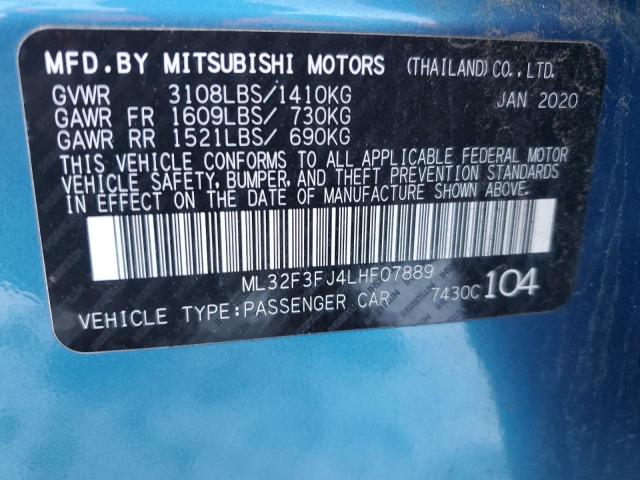 MFD.BY MITSUBISHI MOTORS (THAILAND) CO., LTD.
GVWR 3108LBS/1410KG JAN 2020
GAWR FR 1609LBS/ 730KG
GAWR RR 1521LBS/ 690KG
THIS VEHICLE CONFORMS TO ALL APPLICABLE FEDERAL MOTOR
VEHICLE SAFETY, BUMPER, AND THEFT PREVENTION STANDARDS
IN EFFECT ON THE DATE OF MANUFACTURE SHOWN ABOVE.
ML32F3FJ4LHF07889
VEHICLE TYPE:PASSENGER CAR 7430C 104